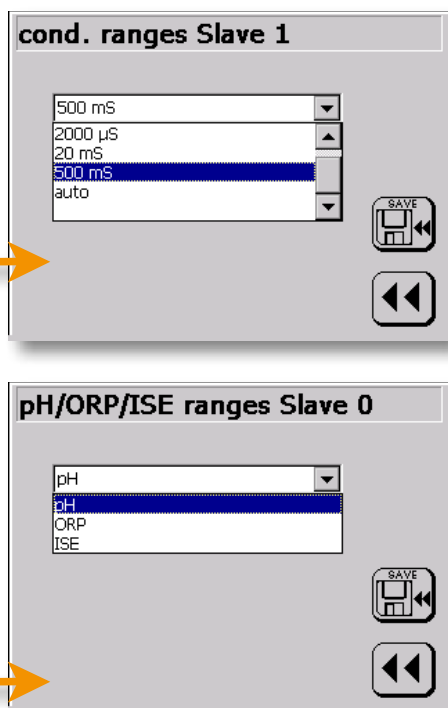 cond. ranges Slave 1
500 mS
2000 µS
20 mS
500 mS
auto
SAVE
pH/ORP/ISE ranges Slave 0
pH
pH
ORP
ISE
SAVE